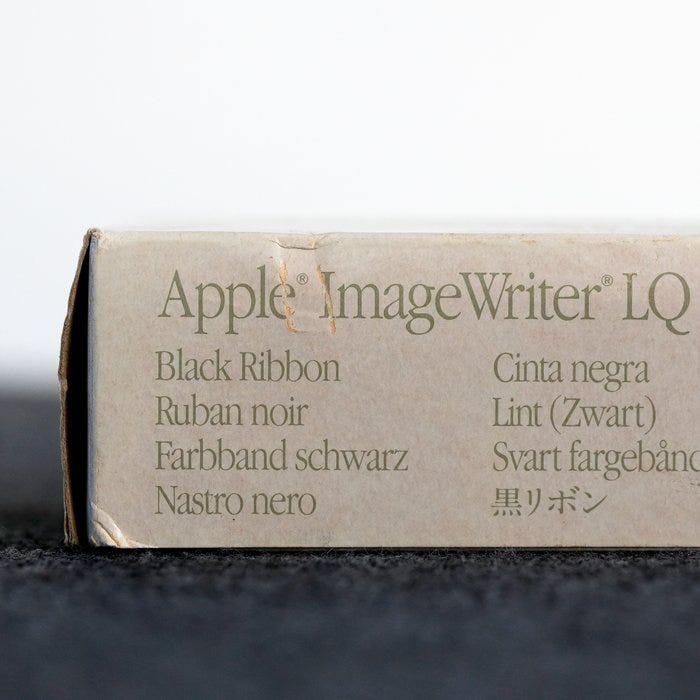 Apple® ImageWriter® LQ
Black Ribbon
Ruban noir
Farbband schwarz
Nastro nero
Cinta negra
Lint (Zwart)
Svart
黒リボン